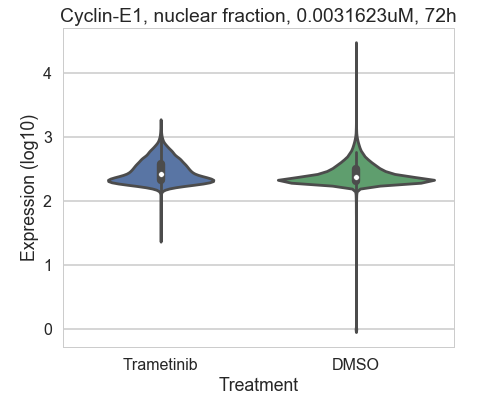 Cyclin-E1, nuclear fraction, 0.0031623uM, 72h
Expression (log10)
4
3
2
1
0
Trametinib DMSO
Treatment